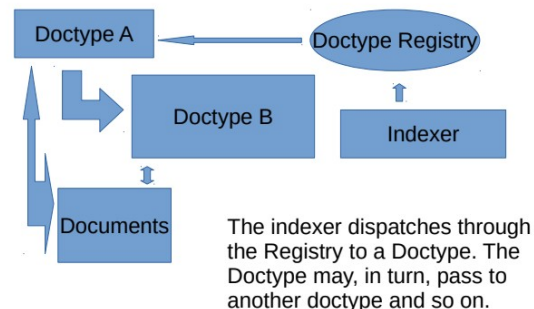 Doctype A
Doctype Registry
Doctype B
Indexer
Documents
The indexer dispatches through
the Registry to a Doctype. The
Doctype may, in turn, pass to
another doctype and so on.